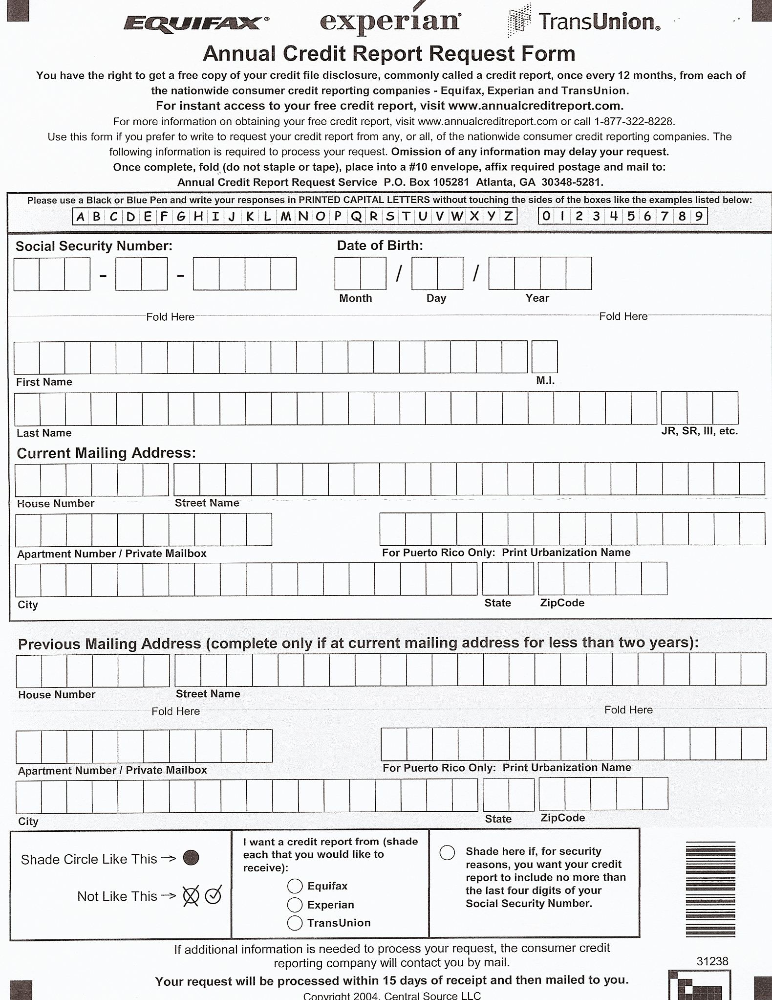 EQUIFAX® experian® TransUnion®
Annual Credit Report Request Form
You have the right to get a free copy of your credit file disclosure, commonly called a credit report, once every 12 months, from each of
the nationwide consumer credit reporting companies - Equifax, Experian and TransUnion.
For instant access to your free credit report, visit www.annualcreditreport.com.
For more information on obtaining your free credit report, visit www.annualcreditreport.com or call 1-877-322-8228.
Use this form if you prefer to write to request your credit report from any, or all, of the nationwide consumer credit reporting companies. The
following information is required to process your request. Omission of any information may delay your request.
Once complete, fold (do not staple or tape), place into a #10 envelope, affix required postage and mail to:
Annual Credit Report Request Service P.O. Box 105281 Atlanta, GA 30348-5281.
Please use a Black or Blue Pen and write your responses in PRINTED CAPITAL LETTERS without touching the sides of the boxes like the examples listed below:
A B C D E F G H I J K L M N O P Q R S T U V W X Y Z 0 1 2 3 4 5 6 7 8 9
Social Security Number: Date of Birth:
- - / /
Month Day Year
Fold Here Fold Here
First Name M.I.
Last Name JR, SR, III, etc.
Current Mailing Address:
House Number Street Name
Apartment Number / Private Mailbox For Puerto Rico Only: Print Urbanization Name
City State ZipCode
Previous Mailing Address (complete only if at current mailing address for less than two years):
House Number Street Name
Fold Here Fold Here
Apartment Number / Private Mailbox For Puerto Rico Only: Print Urbanization Name
City State ZipCode
Shade Circle Like This ->
Not Like This ->
I want a credit report from (shade
each that you would like to
receive):
Equifax
Experian
TransUnion
Shade here if, for security
reasons, you want your credit
report to include no more than
the last four digits of your
Social Security Number.
If additional information is needed to process your request, the consumer credit
reporting company will contact you by mail.
31238
Your request will be processed within 15 days of receipt and then mailed to you.
Copyright 2004, Central Source LLC